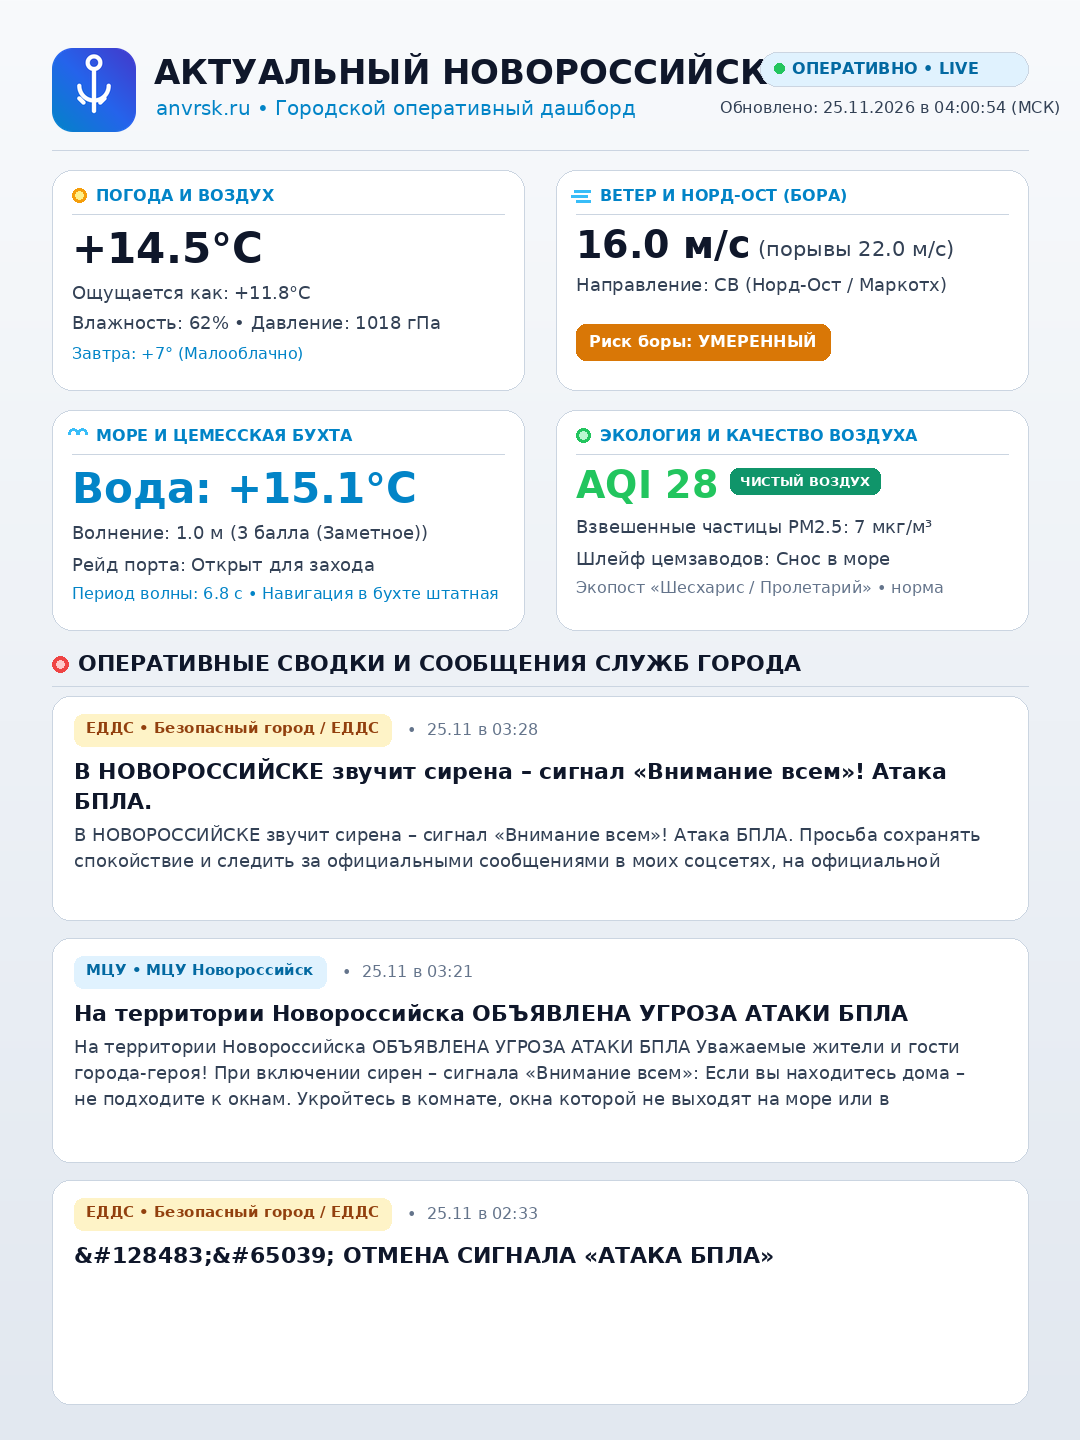 АКТУАЛЬНЫЙ НОВОРОССИЙСК
ОПЕРАТИВНО • LIVE
anvrsk.ru • Городской оперативный дашборд
Обновлено: 25.11.2026 в 04:00:54 (МСК)
ПОГОДА И ВОЗДУХ
+14.5°C
Ощущается как: +11.8°C
Влажность: 62% • Давление: 1018 гПа
Завтра: +7° (Малооблачно)
ВЕТЕР И НОРД-ОСТ (БОРА)
16.0 м/с (порывы 22.0 м/с)
Направление: СВ (Норд-Ост / Маркотх)
Риск боры: УМЕРЕННЫЙ
МОРЕ И ЦЕМЕССКАЯ БУХТА
Вода: +15.1°C
Волнение: 1.0 м (3 балла (Заметное))
Рейд порта: Открыт для захода
Период волны: 6.8 с • Навигация в бухте штатная
ЭКОЛОГИЯ И КАЧЕСТВО ВОЗДУХА
AQI 28 ЧИСТЫЙ ВОЗДУХ
Взвешенные частицы PM2.5: 7 мкг/м³
Шлейф цемзаводов: Снос в море
Экопост «Шесхарис / Пролетарий» • норма
ОПЕРАТИВНЫЕ СВОДКИ И СООБЩЕНИЯ СЛУЖБ ГОРОДА
ЕДДС • Безопасный город / ЕДДС • 25.11 в 03:28
В НОВОРОССИЙСКЕ звучит сирена – сигнал «Внимание всем»! Атака
БПЛА.
В НОВОРОССИЙСКЕ звучит сирена – сигнал «Внимание всем»! Атака БПЛА. Просьба сохранять
спокойствие и следить за официальными сообщениями в моих соцсетях, на официальной
МЦУ • МЦУ Новороссийск • 25.11 в 03:21
На территории Новороссийска ОБЪЯВЛЕНА УГРОЗА АТАКИ БПЛА
На территории Новороссийска ОБЪЯВЛЕНА УГРОЗА АТАКИ БПЛА Уважаемые жители и гости
города-героя! При включении сирен – сигнала «Внимание всем»: Если вы находитесь дома –
не подходите к окнам. Укройтесь в комнате, окна которой не выходят на море или в
ЕДДС • Безопасный город / ЕДДС • 25.11 в 02:33
&#128483;&#65039; ОТМЕНА СИГНАЛА «АТАКА БПЛА»